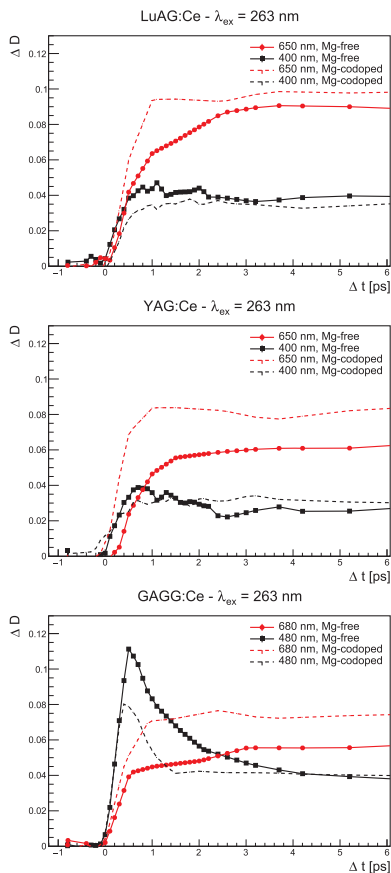 LuAG:Ce - λex = 263 nm
Δ D
0.12
0.1
0.08
0.06
0.04
0.02
0
650 nm, Mg-free
400 nm, Mg-free
650 nm, Mg-codoped
400 nm, Mg-codoped
−1 0 1 2 3 4 5 6
Δ t [ps]
YAG:Ce - λex = 263 nm
Δ D
0.12
0.1
0.08
0.06
0.04
0.02
0
650 nm, Mg-free
400 nm, Mg-free
650 nm, Mg-codoped
400 nm, Mg-codoped
−1 0 1 2 3 4 5 6
Δ t [ps]
GAGG:Ce - λex = 263 nm
Δ D
0.12
0.1
0.08
0.06
0.04
0.02
0
680 nm, Mg-free
480 nm, Mg-free
680 nm, Mg-codoped
480 nm, Mg-codoped
−1 0 1 2 3 4 5 6
Δ t [ps]